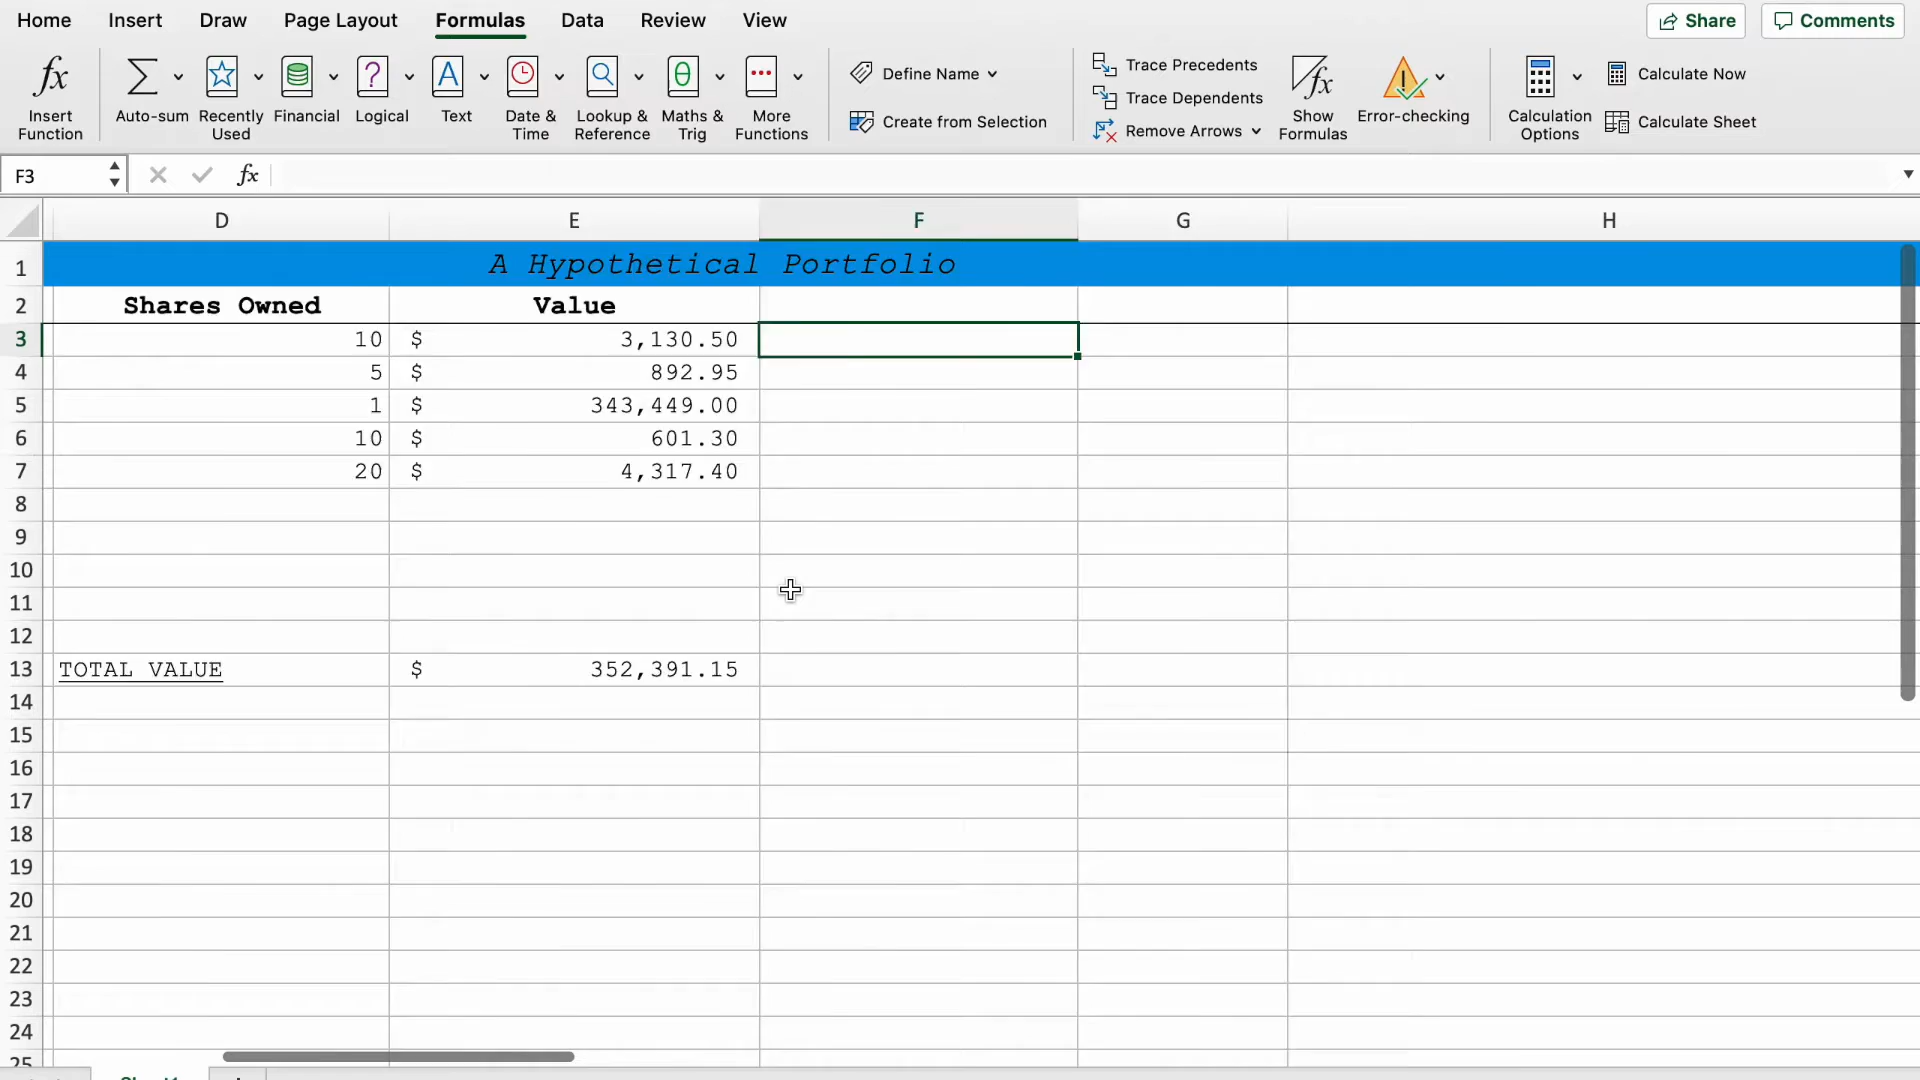 Home Insert Draw Page Layout Formulas Data Review View Share Comments
fx Auto-sum Recently Used Financial Logical Text Date & Time Lookup & Reference Maths & Trig More Functions
Insert Function
Define Name
Create from Selection
Trace Precedents
Trace Dependents
Remove Arrows
Show Formulas
Error-checking
Calculation Options
Calculate Now
Calculate Sheet
F3 fx
D E F G H
1 A Hypothetical Portfolio
2 Shares Owned Value
3 10 $ 3,130.50
4 5 $ 892.95
5 1 $ 343,449.00
6 10 $ 601.30
7 20 $ 4,317.40
8
9
10
11
12
13 TOTAL VALUE $ 352,391.15
14
15
16
17
18
19
20
21
22
23
24
25